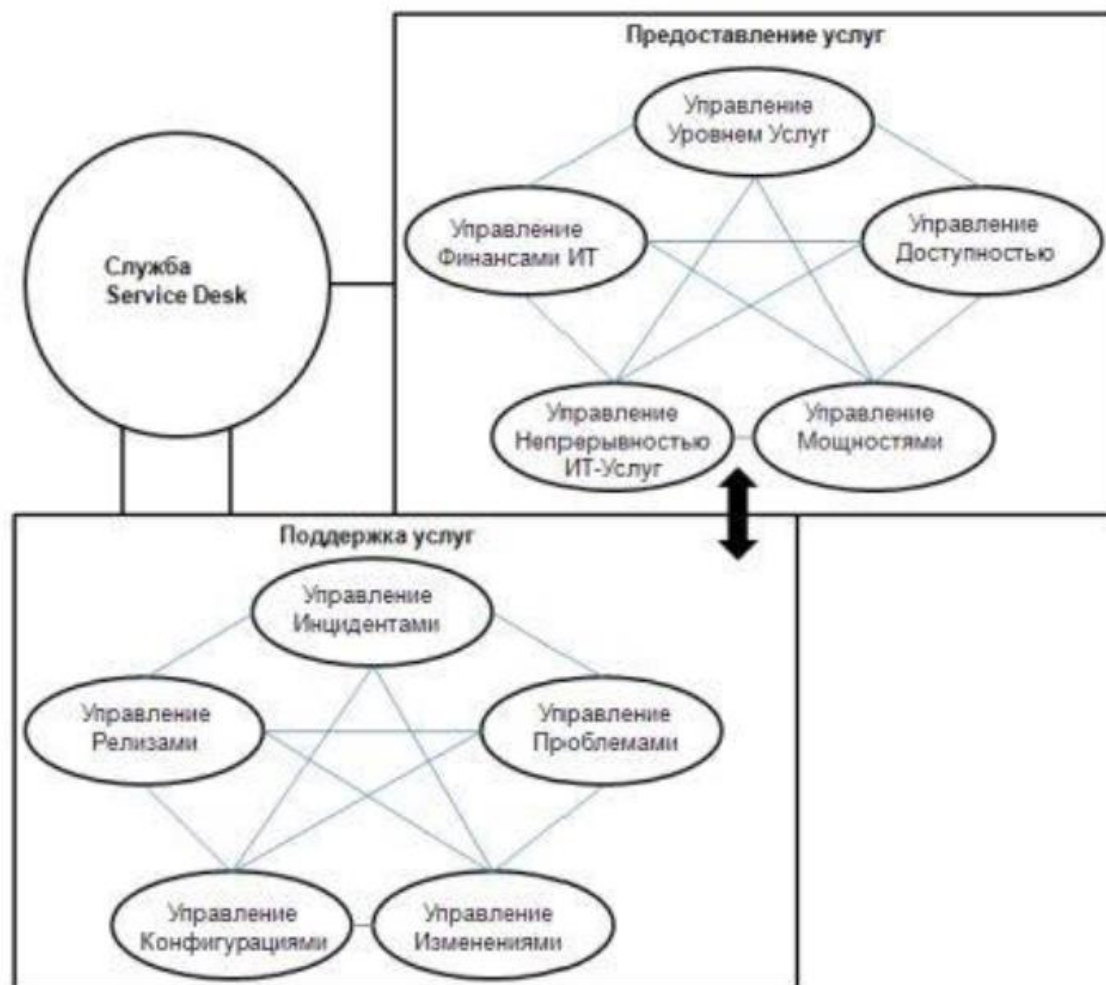 Предоставление услуг
Управление
Уровнем Услуг
Управление
Финансами ИТ
Управление
Доступностью
Служба
Service Desk
Управление
Непрерывностью
ИТ-Услуг
Управление
Мощностями
Поддержка услуг
Управление
Инцидентами
Управление
Релизами
Управление
Проблемами
Управление
Конфигурациями
Управление
Изменениями